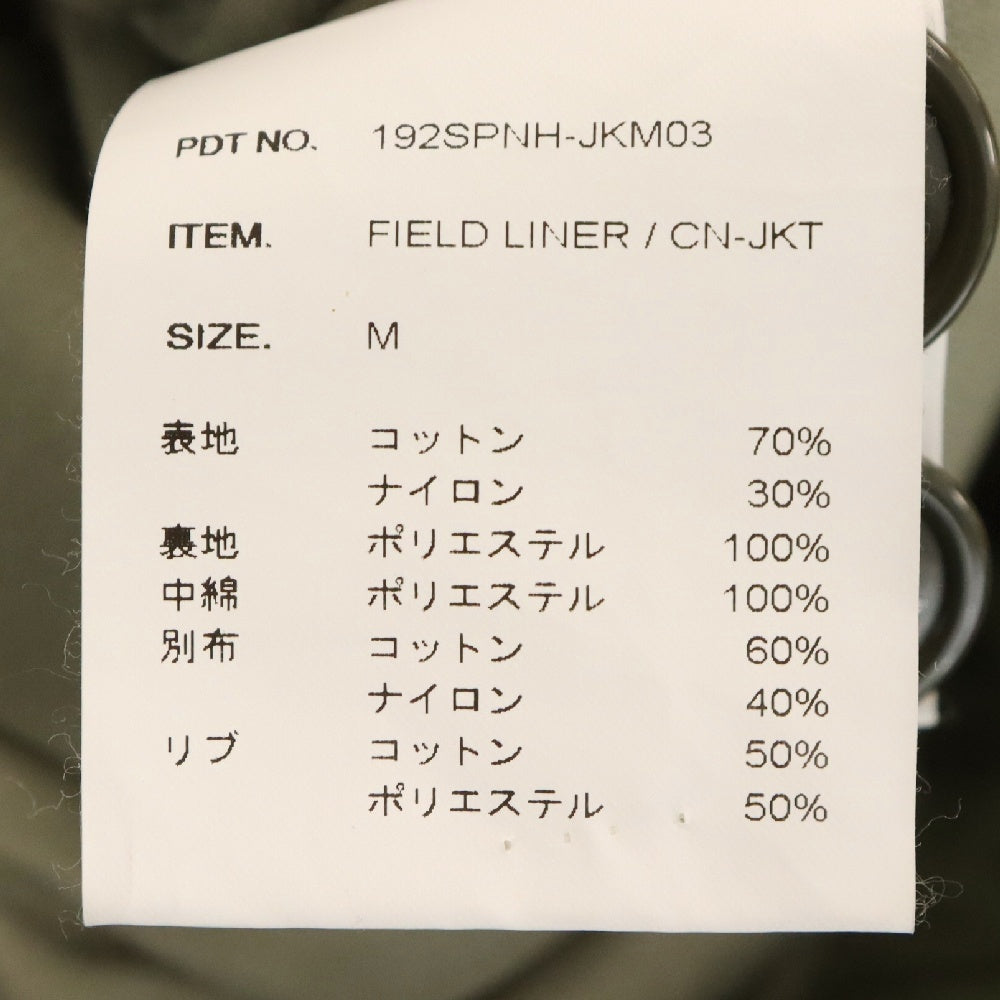 PDT NO. 192SPNH-JKM03
ITEM. FIELD LINER / CN-JKT
SIZE. M
表地 コットン 70%
ナイロン 30%
裏地 ポリエステル 100%
中綿 ポリエステル 100%
別布 コットン 60%
ナイロン 40%
リブ コットン 50%
ポリエステル 50%